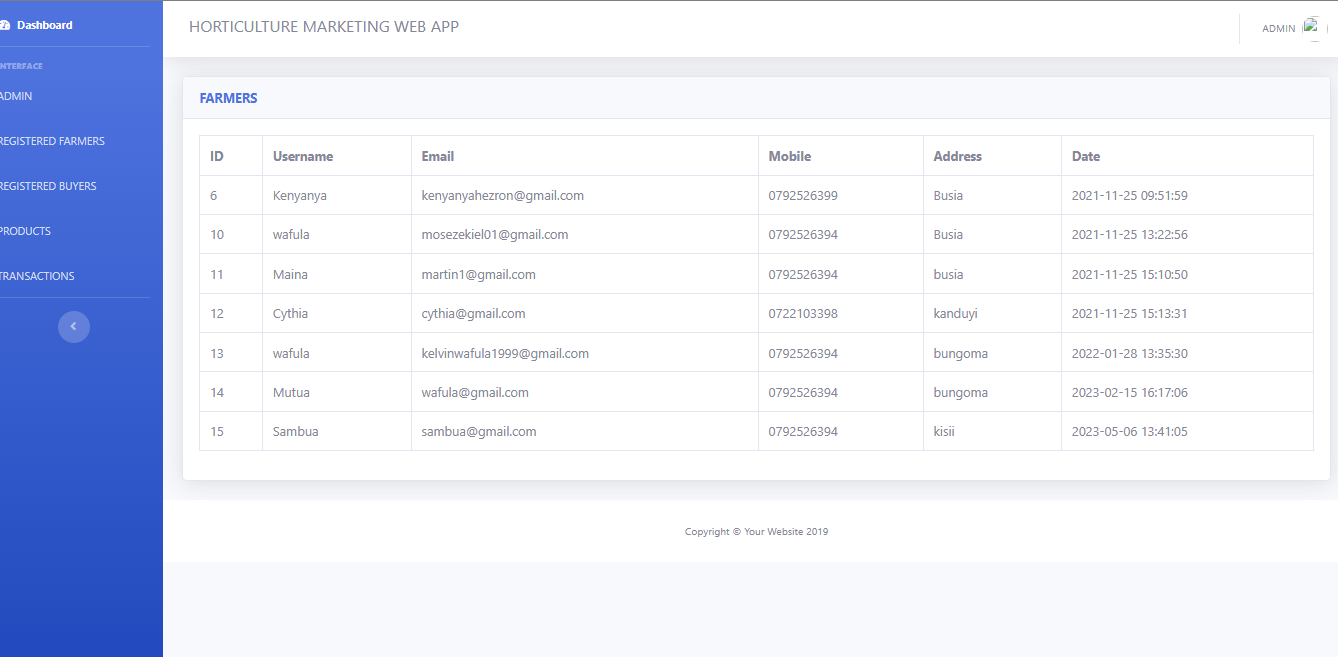 Dashboard
HORTICULTURE MARKETING WEB APP
ADMIN
NTERFACE
ADMIN
REGISTERED FARMERS
REGISTERED BUYERS
PRODUCTS
TRANSACTIONS
FARMERS
ID Username Email Mobile Address Date
6 Kenyanya kenyanyahezron@gmail.com 0792526399 Busia 2021-11-25 09:51:59
10 wafula mosezekiel01@gmail.com 0792526394 Busia 2021-11-25 13:22:56
11 Maina martin1@gmail.com 0792526394 busia 2021-11-25 15:10:50
12 Cythia cythia@gmail.com 0722103398 kanduyi 2021-11-25 15:13:31
13 wafula kelvinwafula1999@gmail.com 0792526394 bungoma 2022-01-28 13:35:30
14 Mutua wafula@gmail.com 0792526394 bungoma 2023-02-15 16:17:06
15 Sambua sambua@gmail.com 0792526394 kisii 2023-05-06 13:41:05
Copyright © Your Website 2019